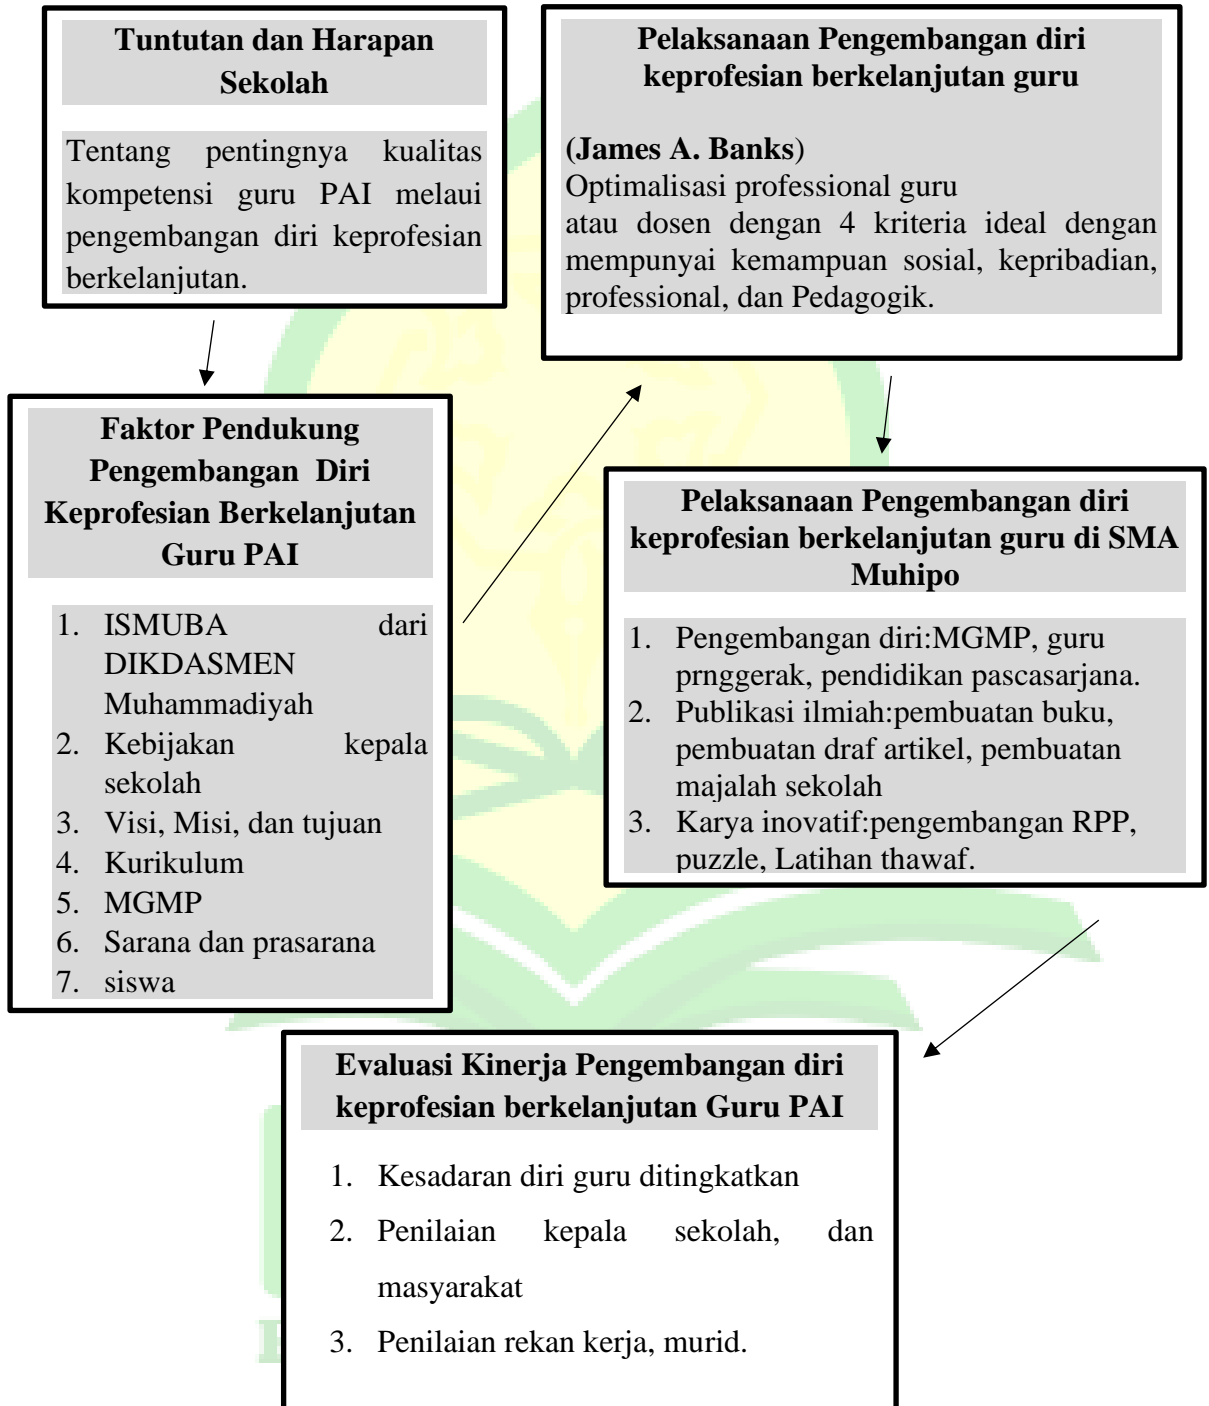 Tuntutan dan Harapan
Sekolah
Tentang pentingnya kualitas
kompetensi guru PAI melaui
pengembangan diri keprofesian
berkelanjutan.
Faktor Pendukung
Pengembangan Diri
Keprofesian Berkelanjutan
Guru PAI
1. ISMUBA dari
DIKDASMEN
Muhammadiyah
2. Kebijakan kepala
sekolah
3. Visi, Misi, dan tujuan
4. Kurikulum
5. MGMP
6. Sarana dan prasarana
7. siswa
Pelaksanaan Pengembangan diri
keprofesian berkelanjutan guru
(James A. Banks)
Optimalisasi professional guru
atau dosen dengan 4 kriteria ideal dengan
mempunyai kemampuan sosial, kepribadian,
professional, dan Pedagogik.
Pelaksanaan Pengembangan diri
keprofesian berkelanjutan guru di SMA
Muhipo
1. Pengembangan diri:MGMP, guru
prnggerak, pendidikan pascasarjana.
2. Publikasi ilmiah:pembuatan buku,
pembuatan draf artikel, pembuatan
majalah sekolah
3. Karya inovatif:pengembangan RPP,
puzzle, Latihan thawaf.
Evaluasi Kinerja Pengembangan diri
keprofesian berkelanjutan Guru PAI
1. Kesadaran diri guru ditingkatkan
2. Penilaian kepala sekolah, dan
masyarakat
3. Penilaian rekan kerja, murid.